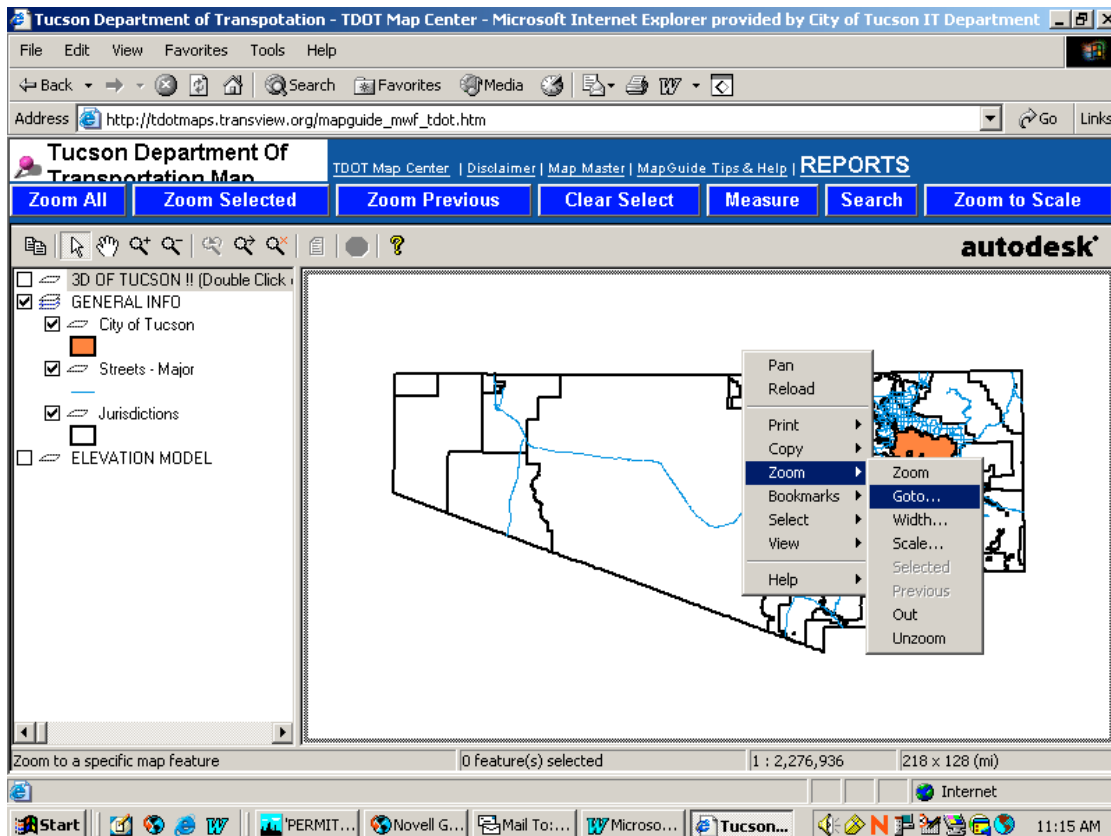 Tucson Department of Transpotation - TDOT Map Center - Microsoft Internet Explorer provided by City of Tucson IT Department
File Edit View Favorites Tools Help
Back Search Favorites Media
Address http://tdotmaps.transview.org/mapguide_mwf_tdot.htm Go Links
Tucson Department Of
Transportation Map
TDOT Map Center | Disclaimer | Map Master | MapGuide Tips & Help | REPORTS
Zoom All Zoom Selected Zoom Previous Clear Select Measure Search Zoom to Scale
autodesk
3D OF TUCSON !! (Double Click
GENERAL INFO
City of Tucson
Streets - Major
Jurisdictions
ELEVATION MODEL
Pan
Reload
Print
Copy
Zoom
Bookmarks
Select
View
Help
Zoom
Goto...
Width...
Scale...
Selected
Previous
Out
Unzoom
Zoom to a specific map feature 0 feature(s) selected 1 : 2,276,936 218 x 128 (mi)
Internet
Start 'PERMIT... Novell G... Mail To:... Microso... Tucson... 11:15 AM